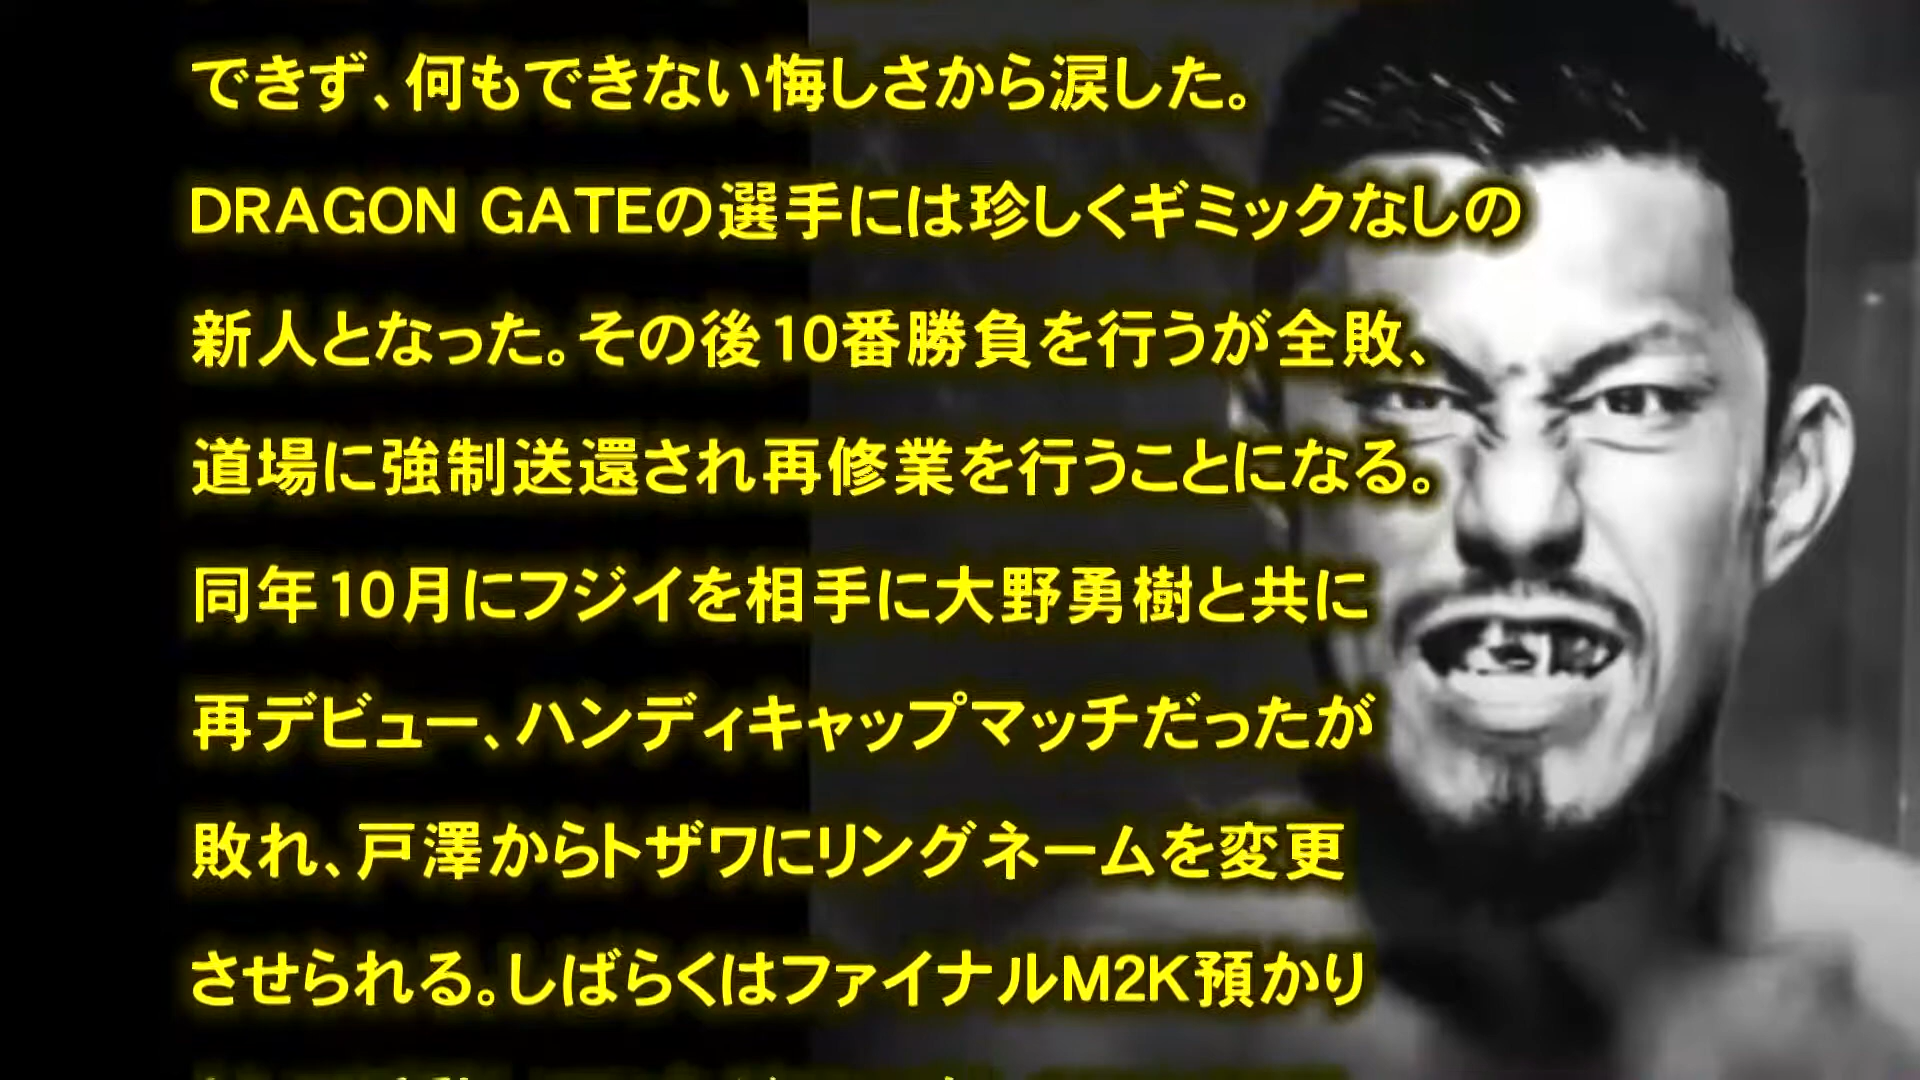 できず、何もできない悔しさから涙した。
DRAGON GATEの選手には珍しくギミックなしの
新人となった。その後10番勝負を行うが全敗、
道場に強制送還され再修業を行うことになる。
同年10月にフジイを相手に大野勇樹と共に
再デビュー、ハンディキャップマッチだったが
敗れ、戸澤からトザワにリングネームを変更
させられる。しばらくはファイナルM2K預かり